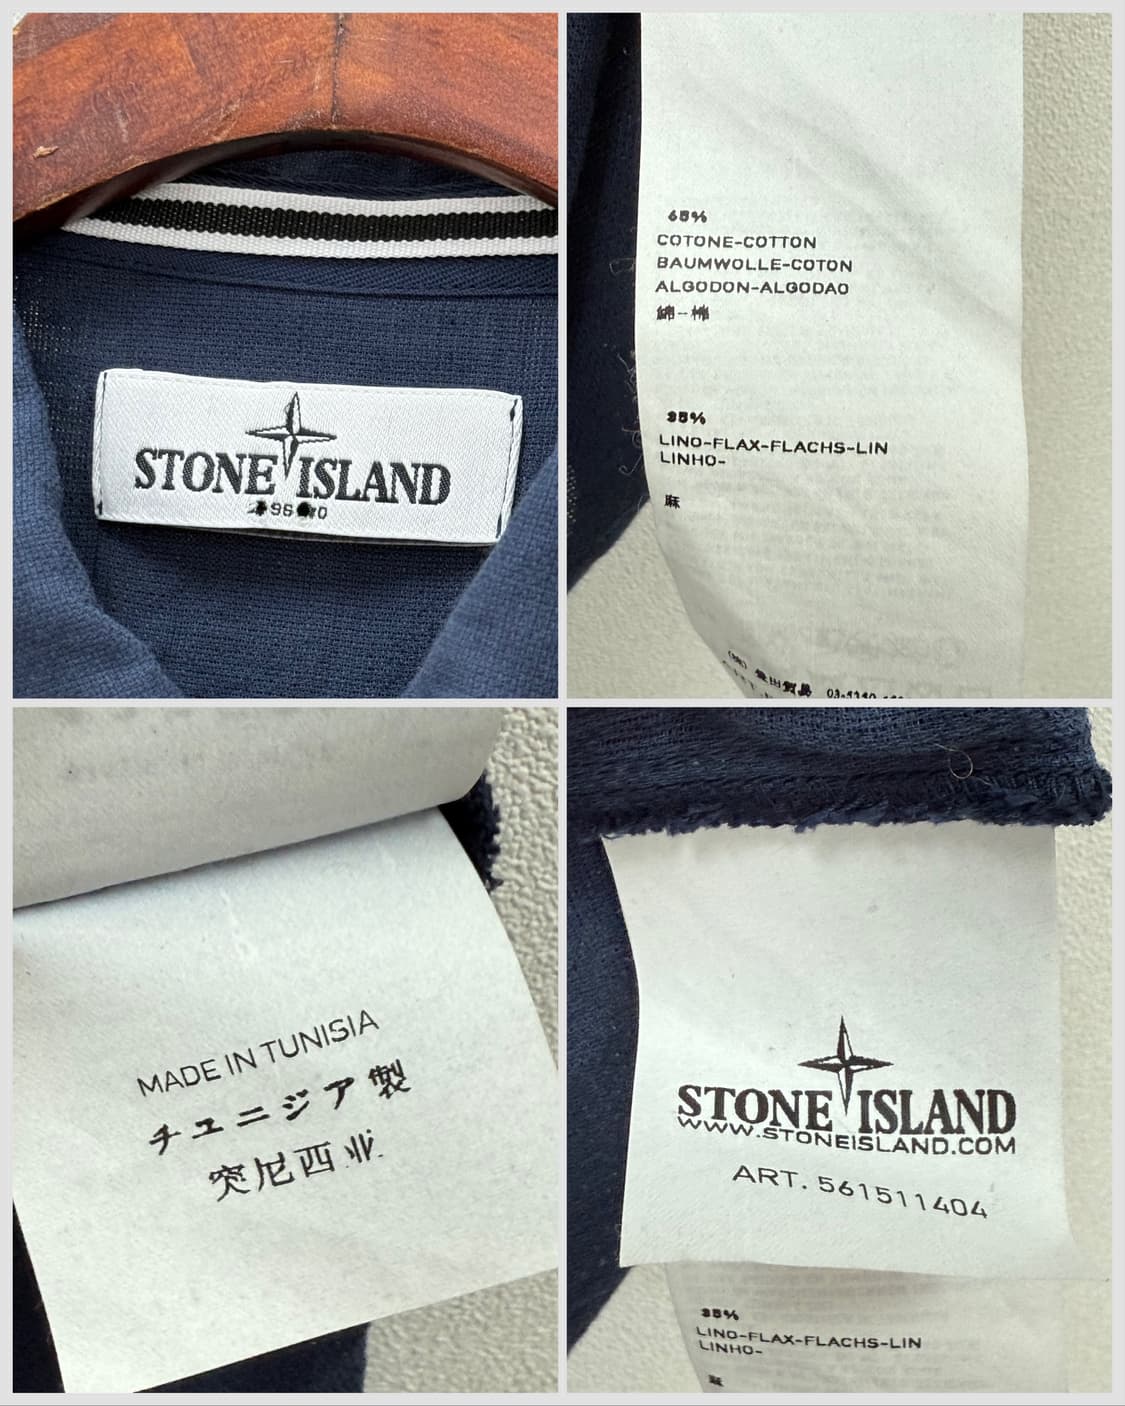 STONE ISLAND
65%
COTONE-COTTON
BAUMWOLLE-COTON
ALGODON-ALGODAO
綿-棉
35%
LINO-FLAX-FLACHS-LIN
LINHO-
麻
MADE IN TUNISIA
チュニジア製
突尼西亚
STONE ISLAND
WWW.STONEISLAND.COM
ART. 561511404
35%
LINO-FLAX-FLACHS-LIN
LINHO-
麻